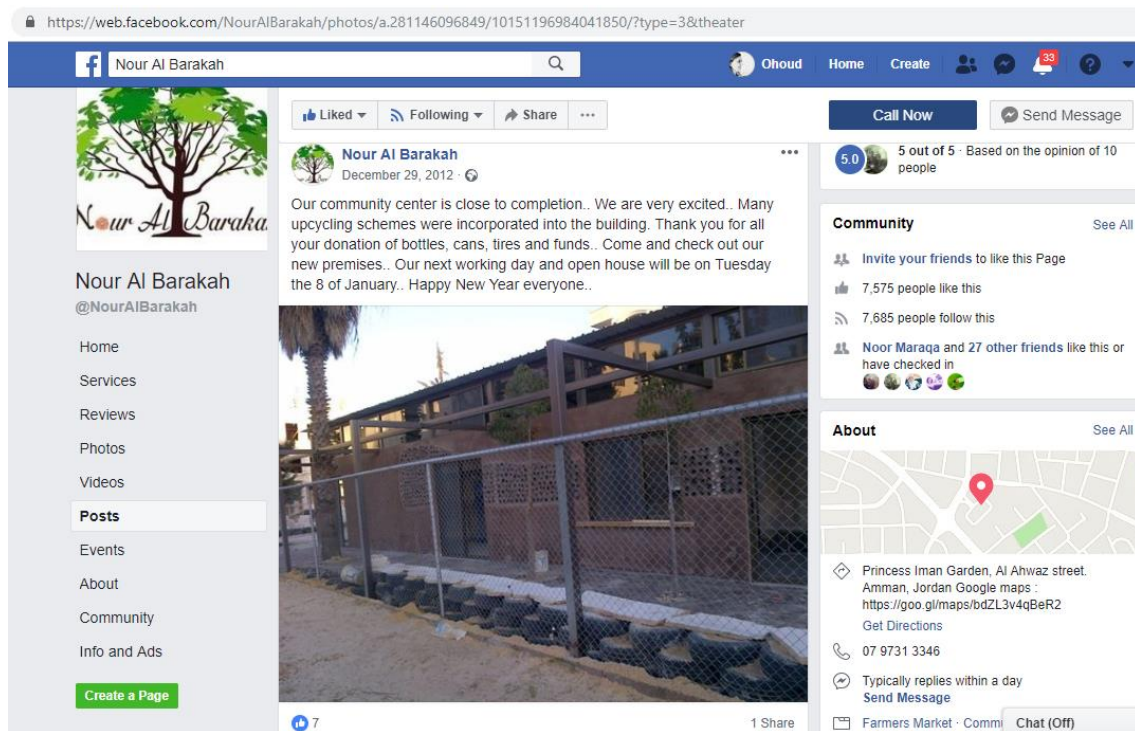 https://web.facebook.com/NourAlBarakah/photos/a.281146096849/10151196984041850/?type=3&theater
Nour Al Barakah
Ohoud
Home
Create
33
Nour Al Baraka
Nour Al Barakah
@NourAlBarakah
Home
Services
Reviews
Photos
Videos
Posts
Events
About
Community
Info and Ads
Create a Page
Liked
Following
Share
Nour Al Barakah
December 29, 2012 ·
Our community center is close to completion.. We are very excited.. Many
upcycling schemes were incorporated into the building. Thank you for all
your donation of bottles, cans, tires and funds.. Come and check out our
new premises.. Our next working day and open house will be on Tuesday
the 8 of January.. Happy New Year everyone..
7
1 Share
Call Now
Send Message
5.0
5 out of 5 · Based on the opinion of 10
people
Community
See All
Invite your friends to like this Page
7,575 people like this
7,685 people follow this
Noor Maraqa and 27 other friends like this or
have checked in
About
See All
Princess Iman Garden, Al Ahwaz street.
Amman, Jordan Google maps :
https://goo.gl/maps/bdZL3v4qBeR2
Get Directions
07 9731 3346
Typically replies within a day
Send Message
Farmers Market ·
Chat (Off)